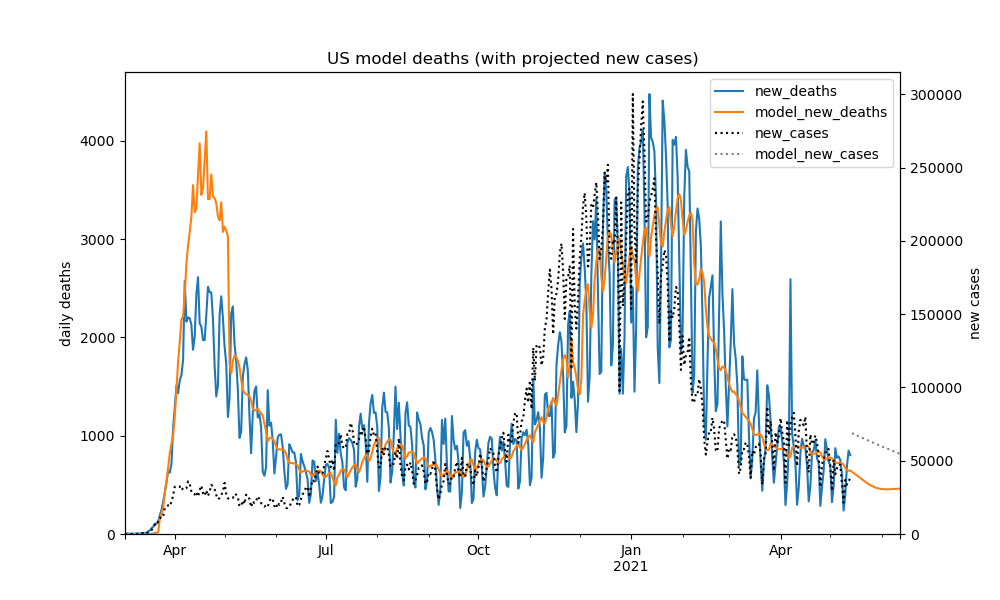 US model deaths (with projected new cases)
new_deaths
model_new_deaths
new_cases
model_new_cases
daily deaths
4000
3000
2000
1000
0
new cases
300000
250000
200000
150000
100000
50000
0
Apr
Jul
Oct
Jan
2021
Apr